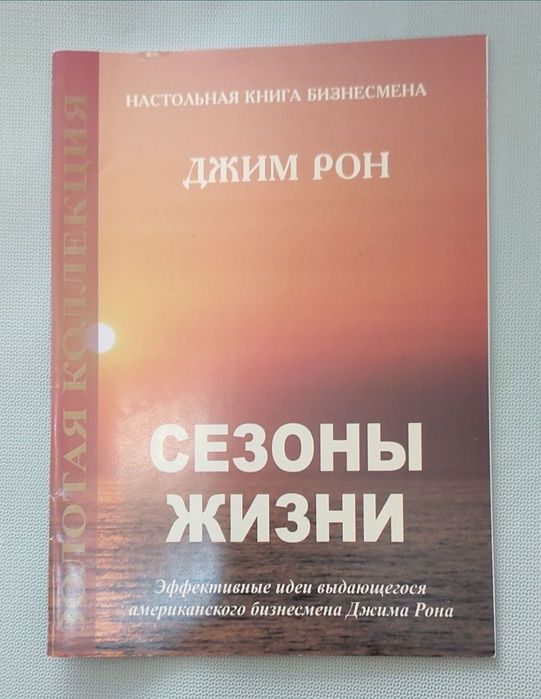 НАСТОЛЬНАЯ КНИГА БИЗНЕСМЕНА
ДЖИМ РОН
ЗОЛОТАЯ КОЛЛЕКЦИЯ
СЕЗОНЫ
ЖИЗНИ
Эффективные идеи выдающегося
американского бизнесмена Джима Рона